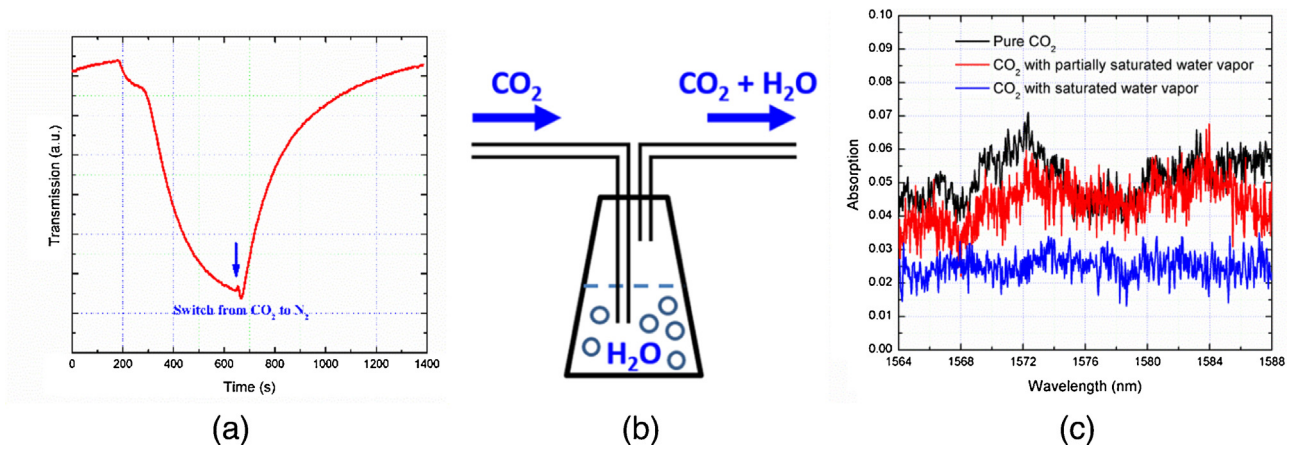 Transmission (a.u.)
Switch from CO₂ to N₂
0 200 400 600 800 1000 1200 1400
Time (s)
(a)
CO₂
CO₂ + H₂O
H₂O
(b)
0.10
0.09
0.08
0.07
0.06
0.05
0.04
0.03
0.02
0.01
0.00
Absorption
Pure CO₂
CO₂ with partially saturated water vapor
CO₂ with saturated water vapor
1564 1568 1572 1576 1580 1584 1588
Wavelength (nm)
(c)